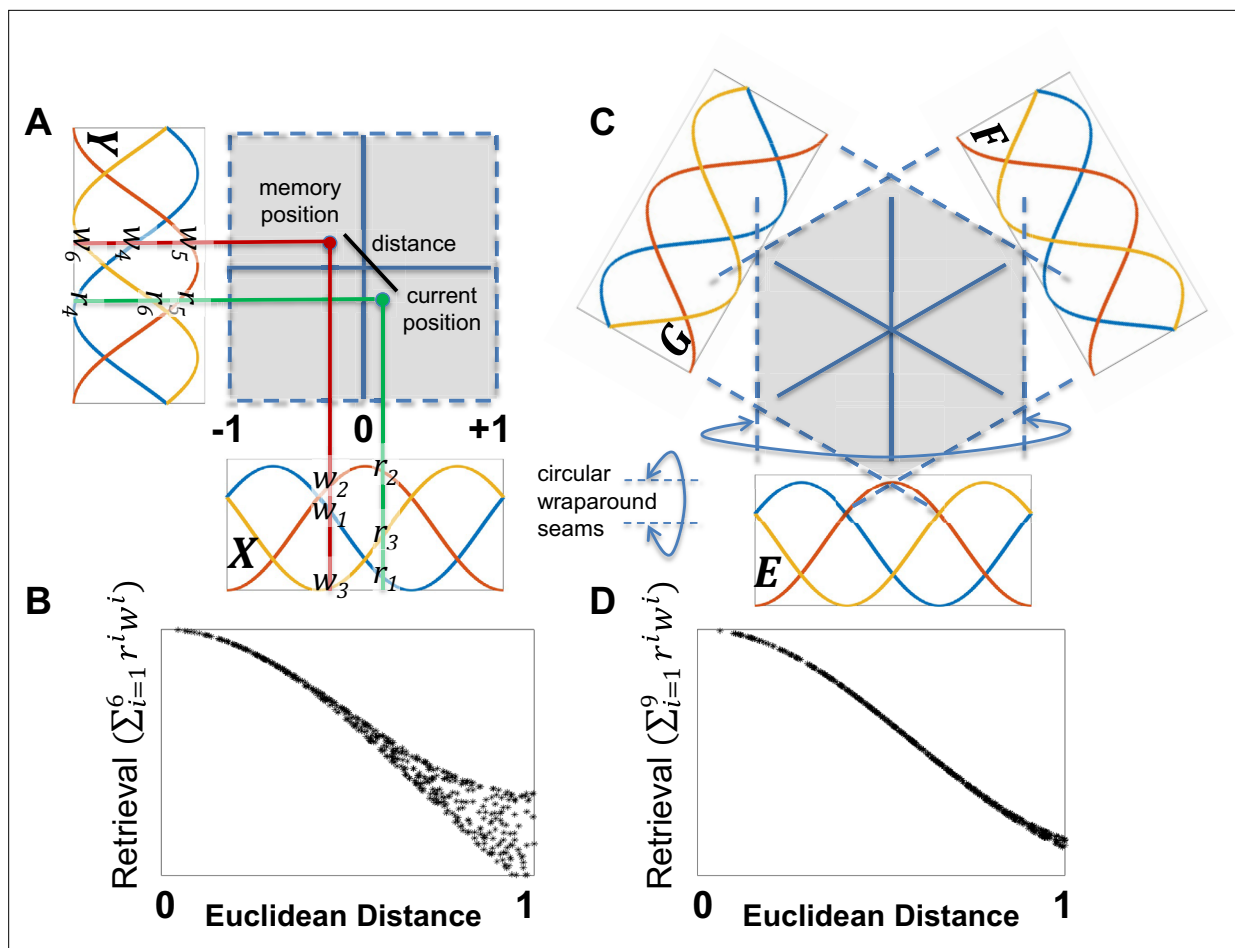 A
Y
w₆ w₄ w₅
r₄ r₆ r₅
memory
position
distance
current
position
-1 0 +1
X
w₂
w₁
w₃
r₂
r₃
r₁
B
Retrieval (∑⁶ᵢ₌₁ rⁱwⁱ)
0 1
Euclidean Distance
C
G
F
circular
wraparound
seams
E
D
Retrieval (∑⁹ᵢ₌₁ rⁱwⁱ)
0 1
Euclidean Distance